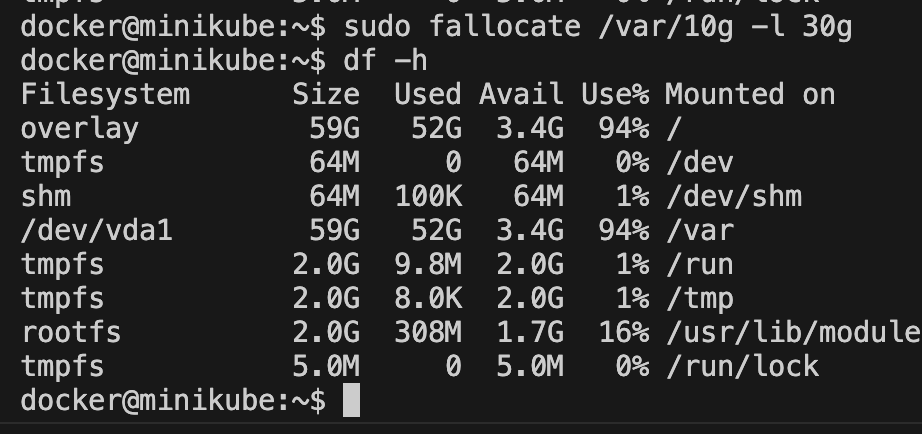 docker@minikube:~$ sudo fallocate /var/10g -l 30g
docker@minikube:~$ df -h
Filesystem      Size  Used Avail Use% Mounted on
overlay          59G   52G  3.4G  94% /
tmpfs            64M     0   64M   0% /dev
shm              64M  100K   64M   1% /dev/shm
/dev/vda1        59G   52G  3.4G  94% /var
tmpfs           2.0G  9.8M  2.0G   1% /run
tmpfs           2.0G  8.0K  2.0G   1% /tmp
rootfs          2.0G  308M  1.7G  16% /usr/lib/module
tmpfs           5.0M     0  5.0M   0% /run/lock
docker@minikube:~$